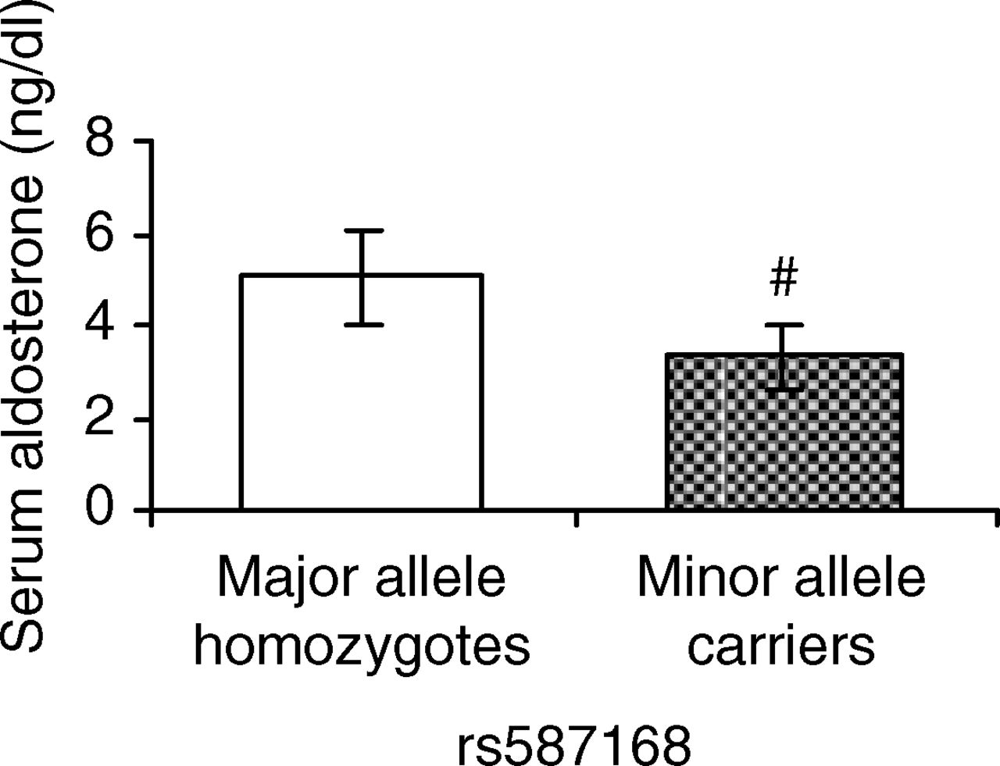 Serum aldosterone (ng/dl)
8
6
#
4
2
0
Major allele
homozygotes
Minor allele
carriers
rs587168